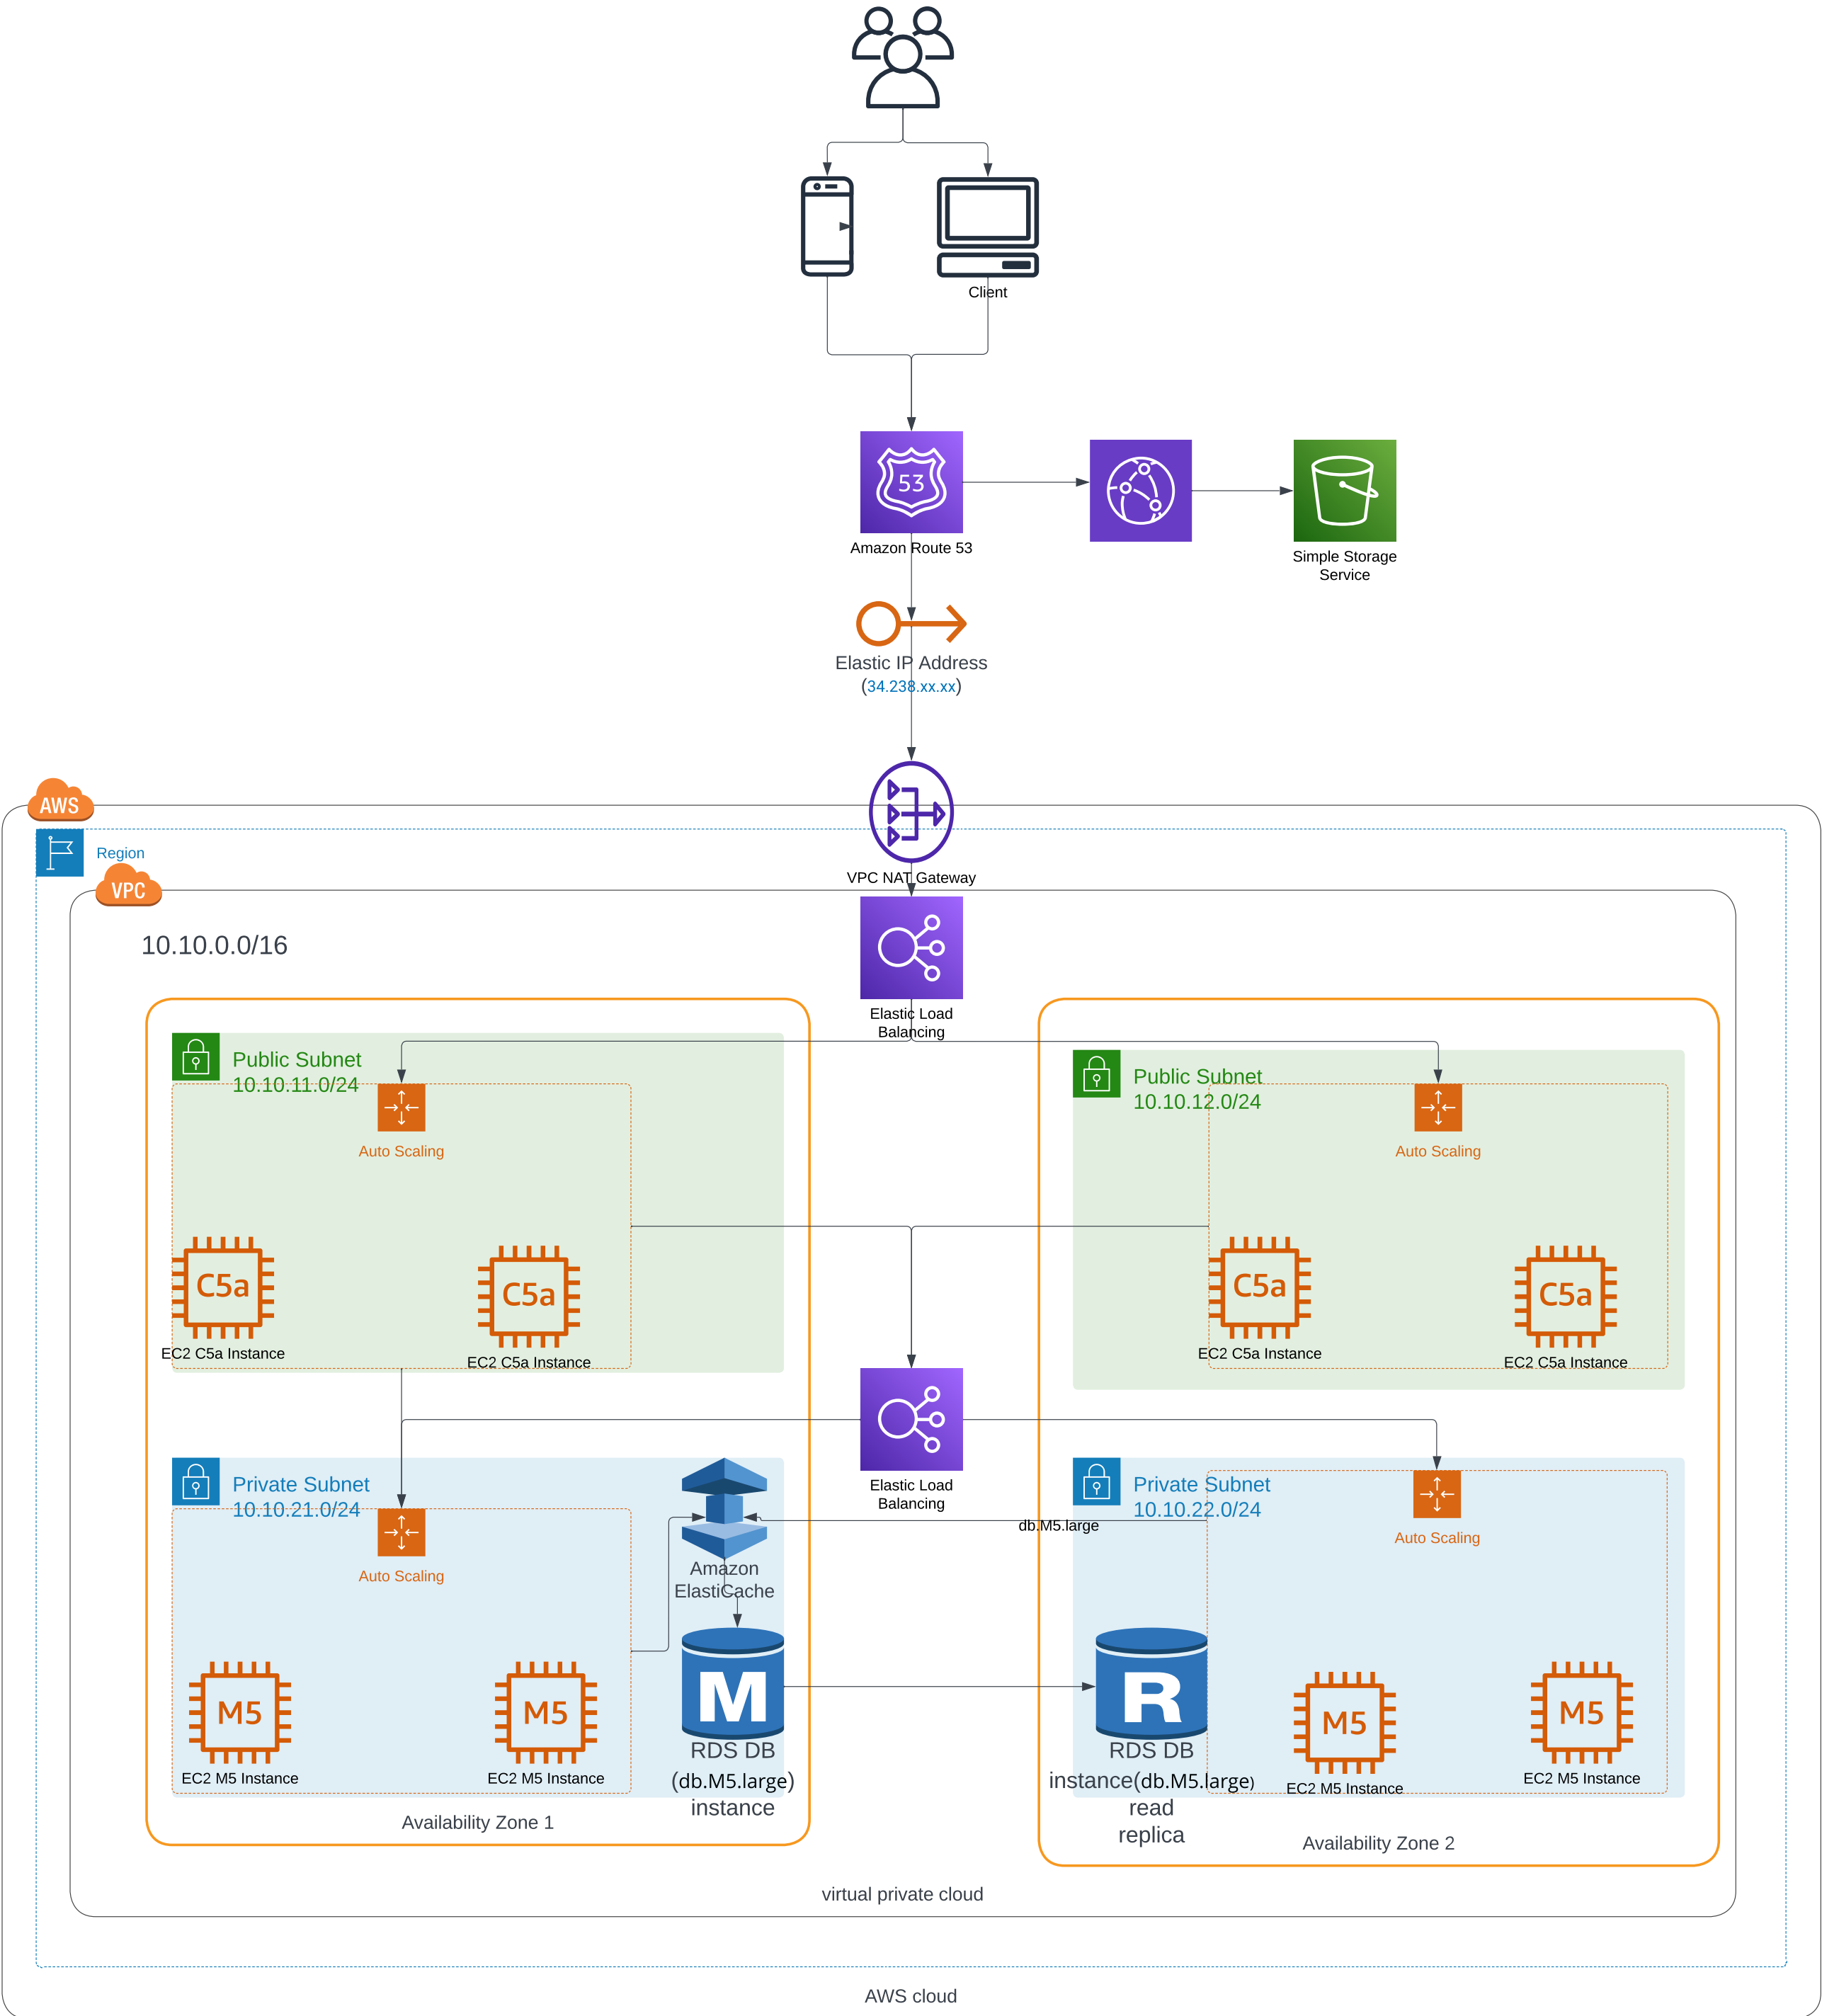 Client
53
Amazon Route 53
Simple Storage
Service
Elastic IP Address
(34.238.xx.xx)
AWS
Region
VPC NAT Gateway
VPC
10.10.0.0/16
Elastic Load
Balancing
Public Subnet
10.10.11.0/24
Auto Scaling
C5a
EC2 C5a Instance
C5a
EC2 C5a Instance
Public Subnet
10.10.12.0/24
Auto Scaling
C5a
EC2 C5a Instance
C5a
EC2 C5a Instance
Elastic Load
Balancing
Private Subnet
10.10.21.0/24
Auto Scaling
Amazon
ElastiCache
M5
EC2 M5 Instance
M5
EC2 M5 Instance
M
RDS DB
(db.M5.large)
instance
Availability Zone 1
db.M5.large
Private Subnet
10.10.22.0/24
Auto Scaling
R
RDS DB
instance(db.M5.large)
read
replica
M5
EC2 M5 Instance
M5
EC2 M5 Instance
Availability Zone 2
virtual private cloud
AWS cloud